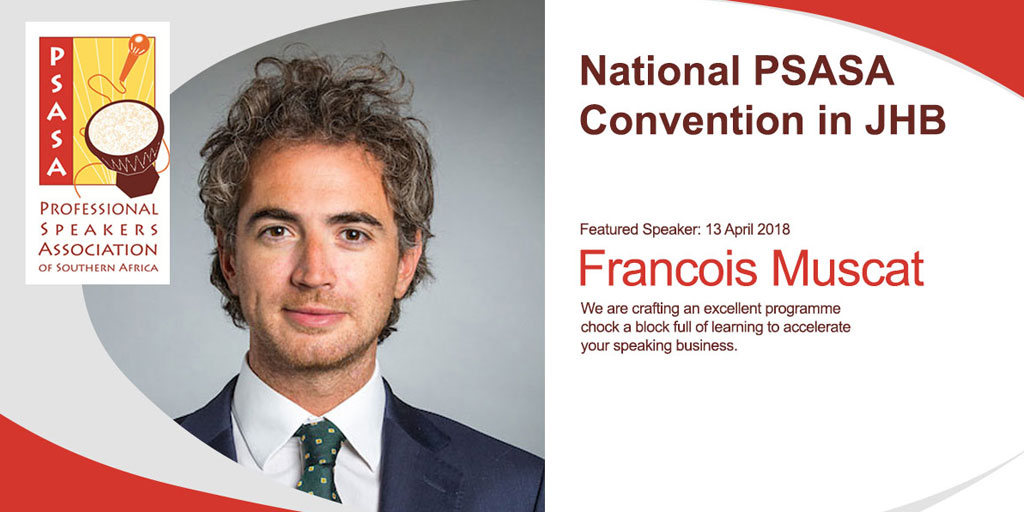 PSASA
PROFESSIONAL
SPEAKERS
ASSOCIATION
OF SOUTHERN AFRICA
National PSASA
Convention in JHB
Featured Speaker: 13 April 2018
Francois Muscat
We are crafting an excellent programme
chock a block full of learning to accelerate
your speaking business.